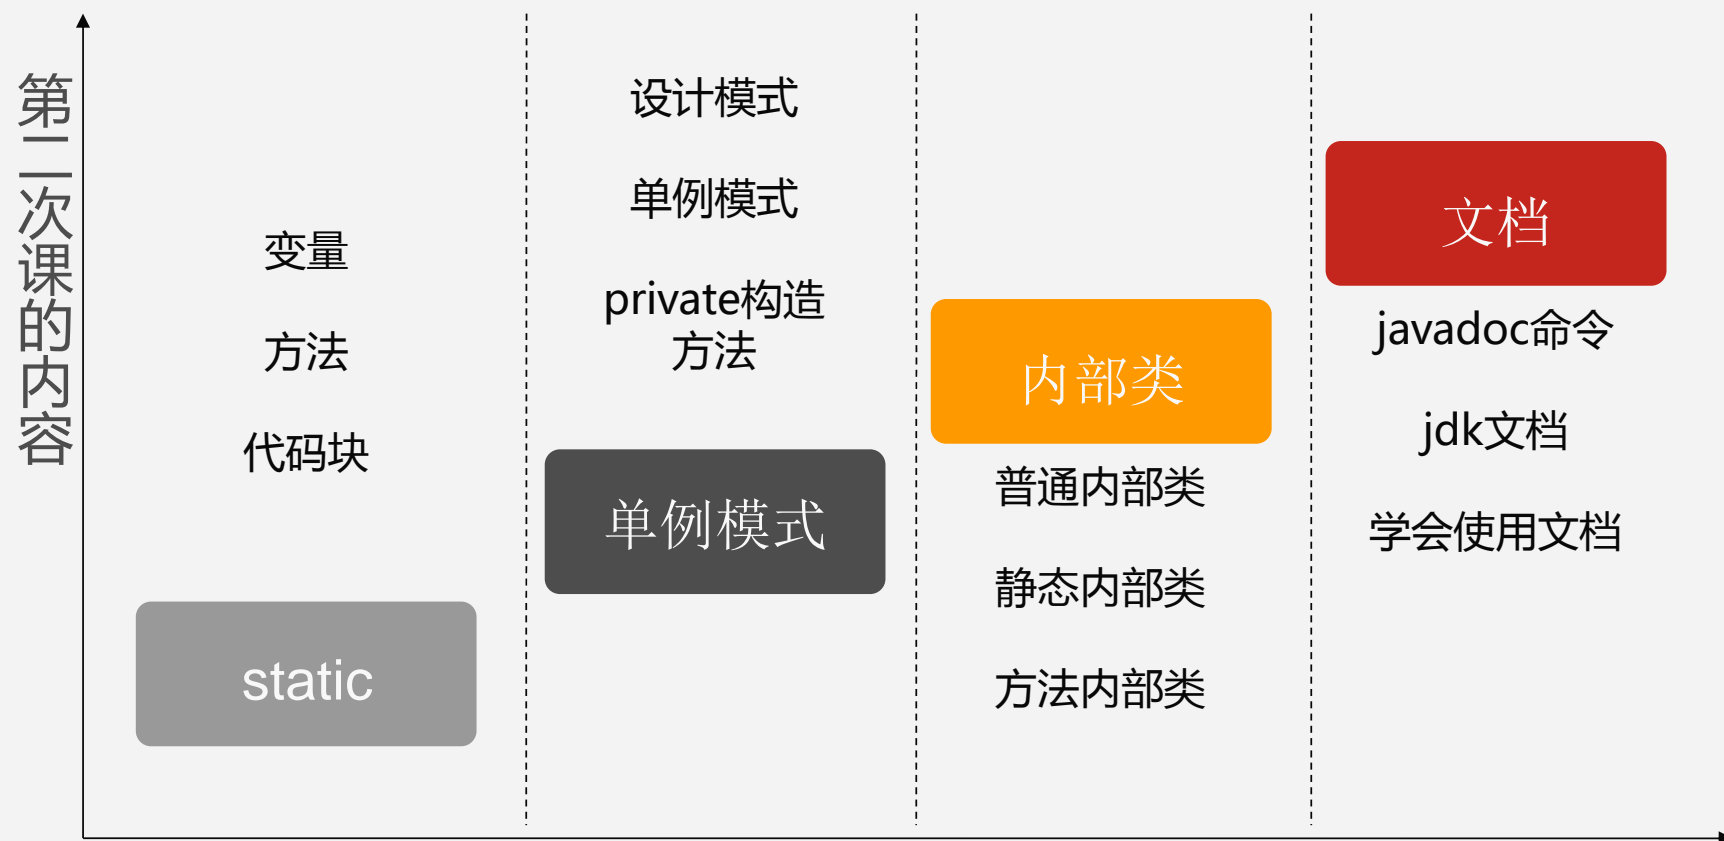 第二次课的内容
变量
方法
代码块
static
设计模式
单例模式
private构造
方法
单例模式
内部类
普通内部类
静态内部类
方法内部类
文档
javadoc命令
jdk文档
学会使用文档